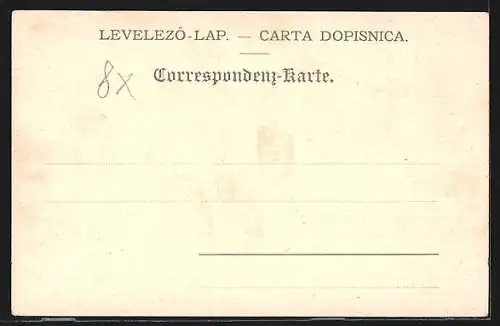 LEVELEZŐ-LAP. — CARTA DOPISNICA.
Correspondenz-Karte.
8X